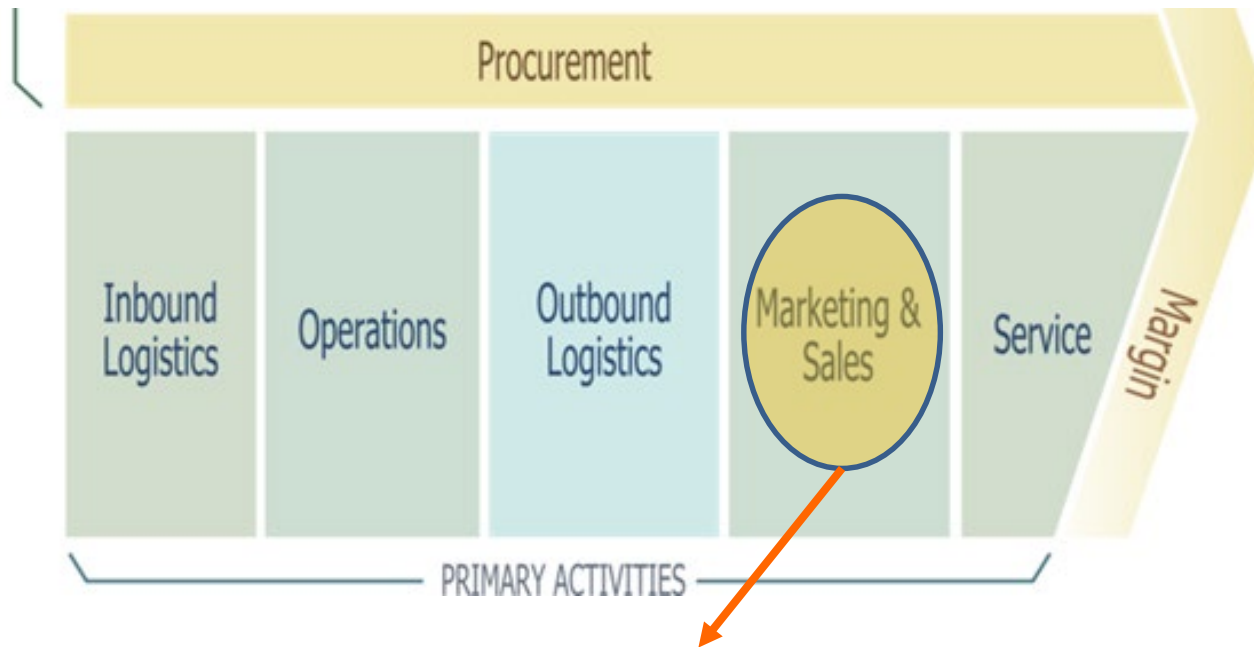 Procurement
Inbound
Logistics
Operations
Outbound
Logistics
Marketing &
Sales
Service
Margin
PRIMARY ACTIVITIES